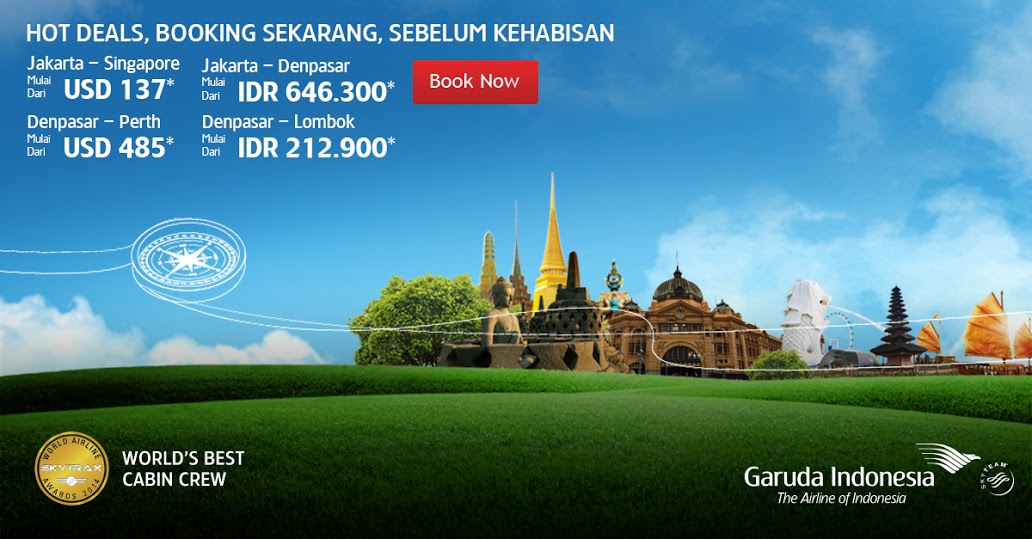 HOT DEALS, BOOKING SEKARANG, SEBELUM KEHABISAN
Jakarta – Singapore
Mulai Dari USD 137*
Jakarta – Denpasar
Mulai Dari IDR 646.300*
Book Now
Denpasar – Perth
Mulai Dari USD 485*
Denpasar – Lombok
Mulai Dari IDR 212.900*
WORLD AIRLINE
SKYTRAX
AWARDS 2014
WORLD'S BEST
CABIN CREW
Garuda Indonesia
The Airline of Indonesia
SKYTEAM